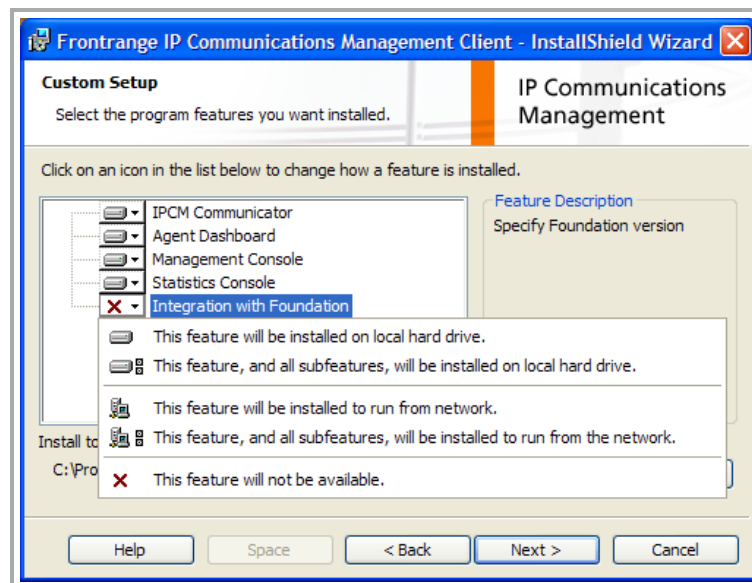 Frontrange IP Communications Management Client - InstallShield Wizard
Custom Setup
Select the program features you want installed.
IP Communications
Management
Click on an icon in the list below to change how a feature is installed.
IPCM Communicator
Agent Dashboard
Management Console
Statistics Console
Integration with Foundation
Feature Description
Specify Foundation version
This feature will be installed on local hard drive.
This feature, and all subfeatures, will be installed on local hard drive.
This feature will be installed to run from network.
This feature, and all subfeatures, will be installed to run from the network.
This feature will not be available.
Install to
C:\Pro
Help
Space
< Back
Next >
Cancel